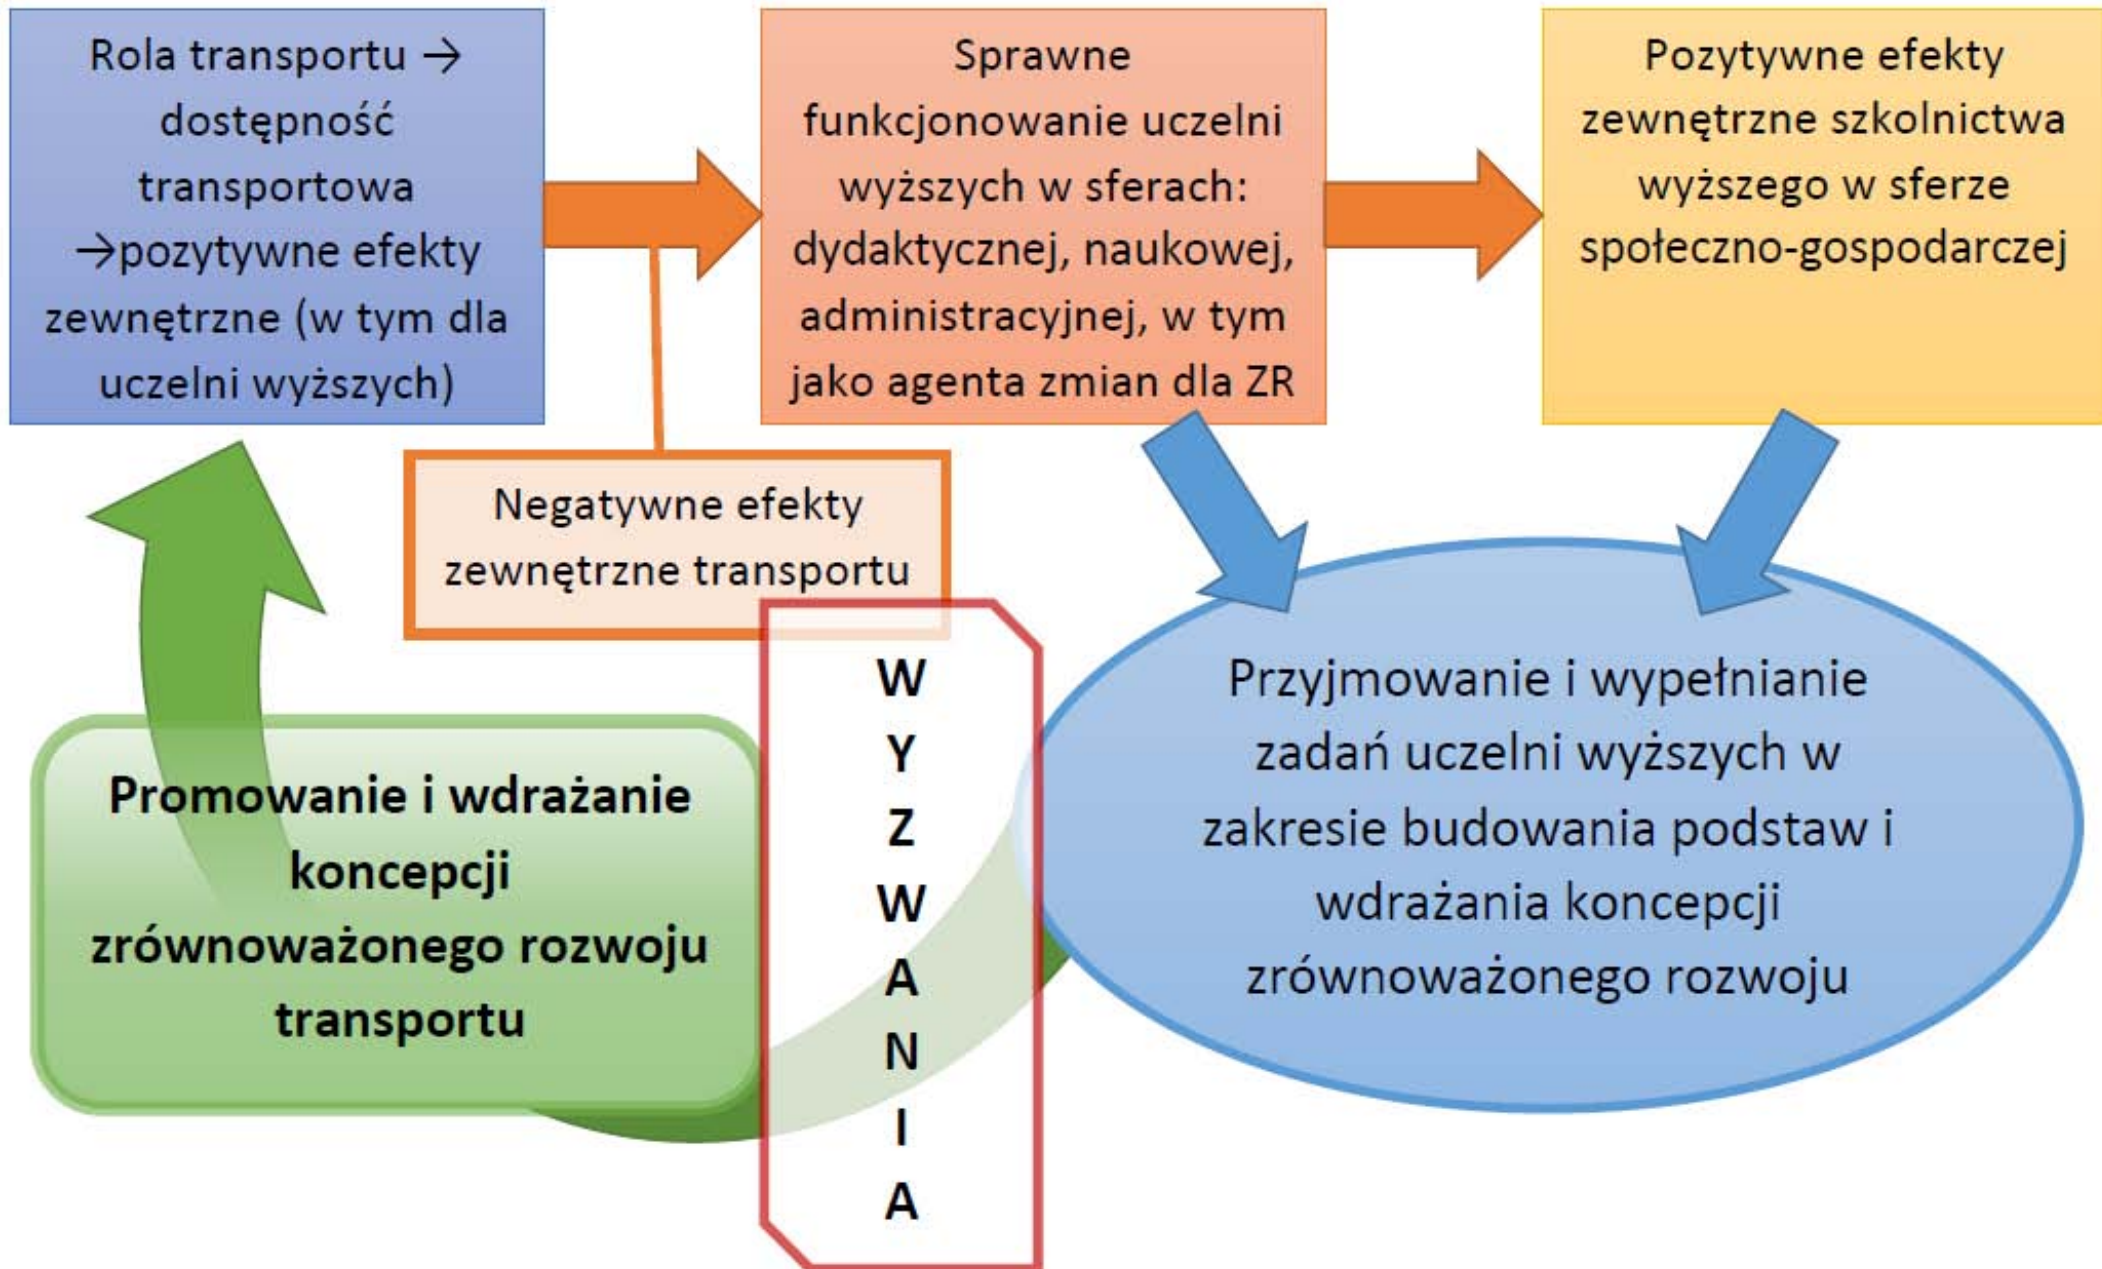 Rola transportu →
dostępność
transportowa
→pozytywne efekty
zewnętrzne (w tym dla
uczelni wyższych)
Sprawne
funkcjonowanie uczelni
wyższych w sferach:
dydaktycznej, naukowej,
administracyjnej, w tym
jako agenta zmian dla ZR
Pozytywne efekty
zewnętrzne szkolnictwa
wyższego w sferze
społeczno-gospodarczej
Negatywne efekty
zewnętrzne transportu
Promowanie i wdrażanie
koncepcji
zrównoważonego rozwoju
transportu
W
Y
Z
W
A
N
I
A
Przyjmowanie i wypełnianie
zadań uczelni wyższych w
zakresie budowania podstaw i
wdrażania koncepcji
zrównoważonego rozwoju